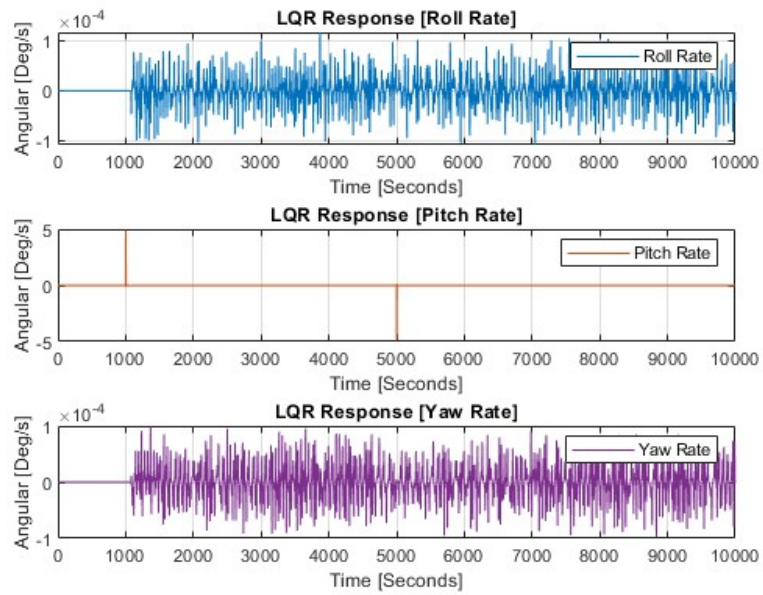 LQR Response [Roll Rate]
×10⁻⁴
1
0
-1
Angular [Deg/s]
Roll Rate
0 1000 2000 3000 4000 5000 6000 7000 8000 9000 10000
Time [Seconds]
LQR Response [Pitch Rate]
5
0
-5
Angular [Deg/s]
Pitch Rate
0 1000 2000 3000 4000 5000 6000 7000 8000 9000 10000
Time [Seconds]
LQR Response [Yaw Rate]
×10⁻⁴
1
0
-1
Angular [Deg/s]
Yaw Rate
0 1000 2000 3000 4000 5000 6000 7000 8000 9000 10000
Time [Seconds]